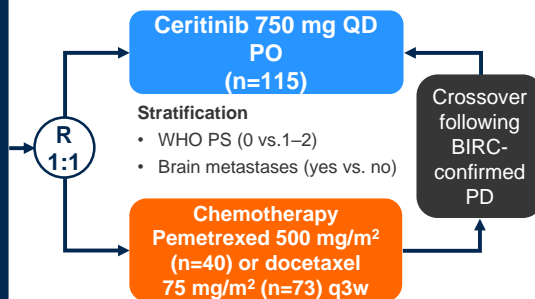 Ceritinib 750 mg QD
PO
(n=115)
Stratification
• WHO PS (0 vs.1–2)
• Brain metastases (yes vs. no)
R
1:1
Crossover
following
BIRC-
confirmed
PD
Chemotherapy
Pemetrexed 500 mg/m²
(n=40) or docetaxel
75 mg/m² (n=73) q3w